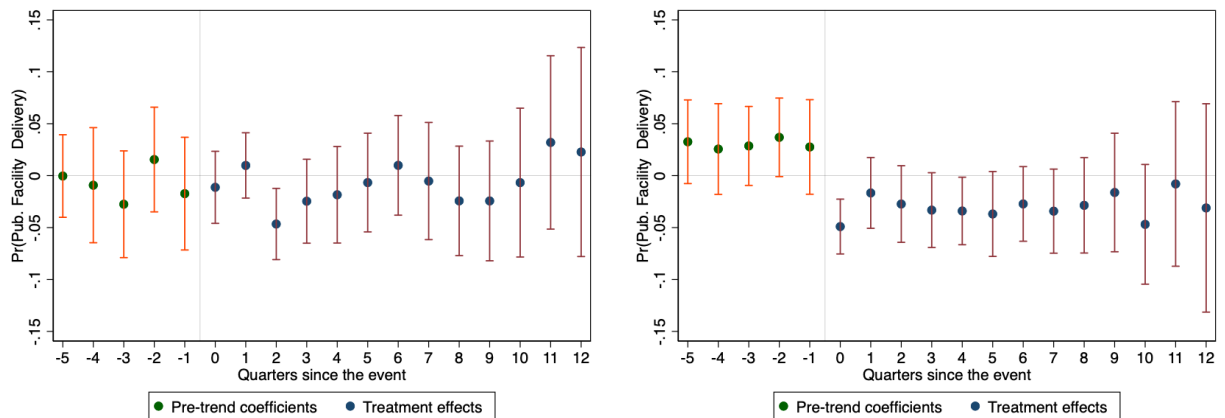 .15
.1
.05
0
-.05
-.1
-.15
Pr(Pub. Facility Delivery)
-5 -4 -3 -2 -1 0 1 2 3 4 5 6 7 8 9 10 11 12
Quarters since the event
Pre-trend coefficients Treatment effects
.15
.1
.05
0
-.05
-.1
-.15
Pr(Pub. Facility Delivery)
-5 -4 -3 -2 -1 0 1 2 3 4 5 6 7 8 9 10 11 12
Quarters since the event
Pre-trend coefficients Treatment effects